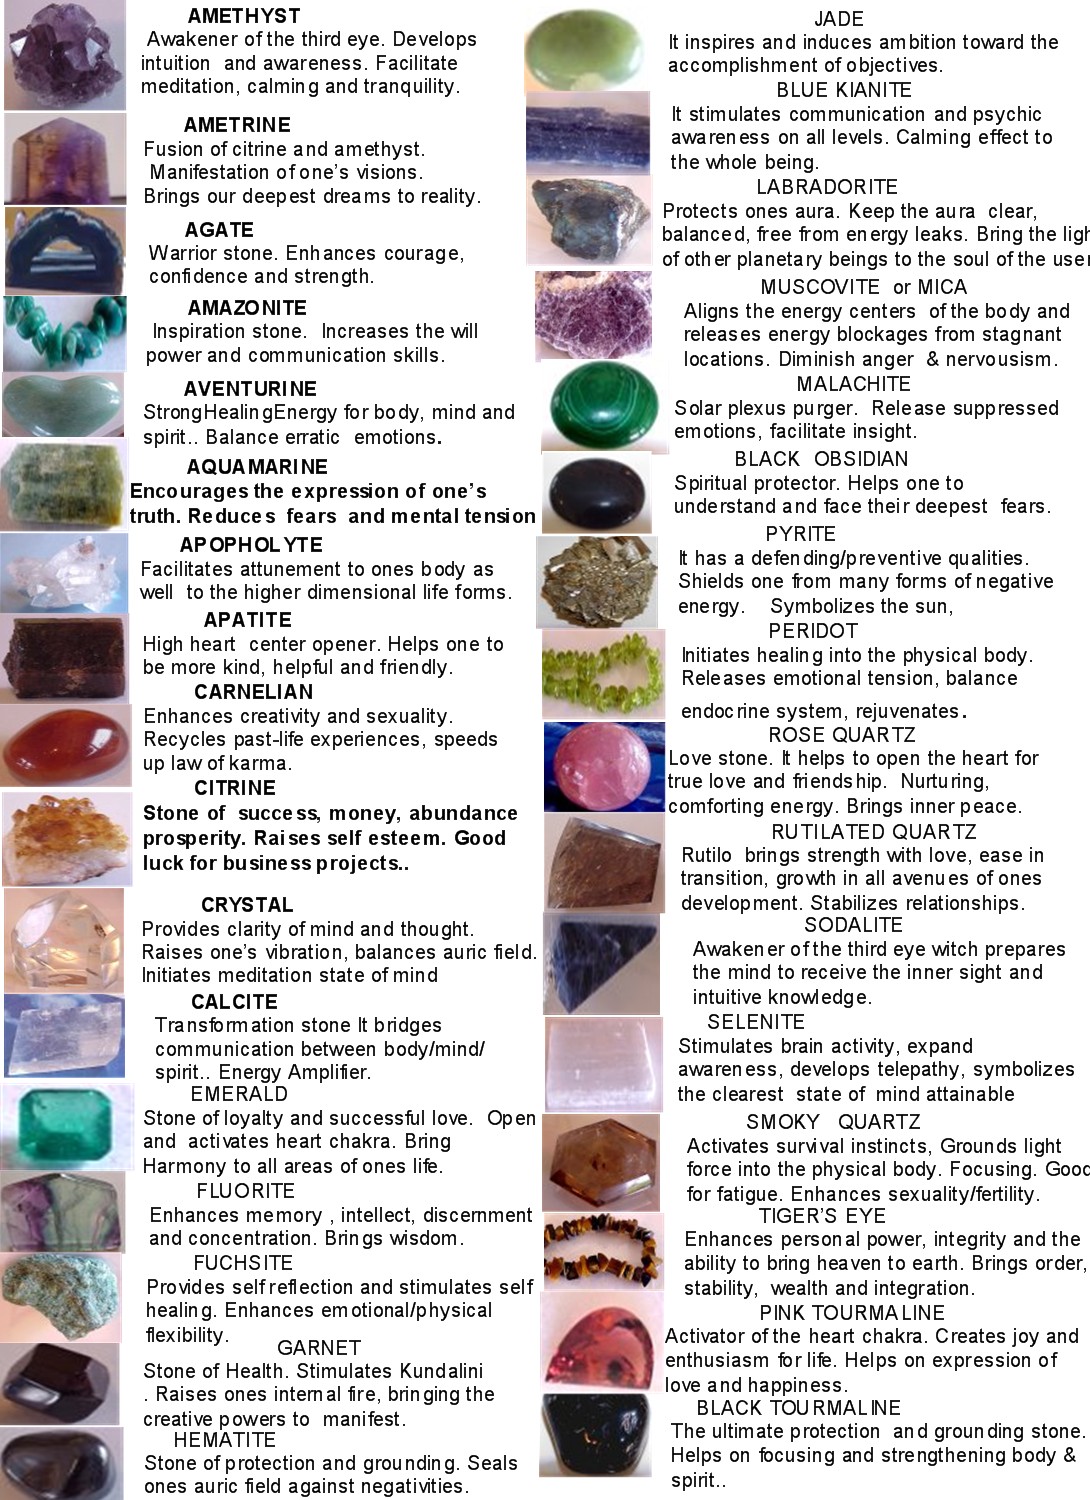 AMETHYST
Awakener of the third eye. Develops
intuition and awareness. Facilitate
meditation, calming and tranquility.
AMETRINE
Fusion of citrine and amethyst.
Manifestation of one's visions.
Brings our deepest dreams to reality.
AGATE
Warrior stone. Enhances courage,
confidence and strength.
AMAZONITE
Inspiration stone. Increases the will
power and communication skills.
AVENTURINE
StrongHealingEnergy for body, mind and
spirit.. Balance erratic emotions.
AQUAMARINE
Encourages the expression of one's
truth. Reduces fears and mental tension
APOPHOLYTE
Facilitates attunement to ones body as
well to the higher dimensional life forms.
APATITE
High heart center opener. Helps one to
be more kind, helpful and friendly.
CARNELIAN
Enhances creativity and sexuality.
Recycles past-life experiences, speeds
up law of karma.
CITRINE
Stone of success, money, abundance
prosperity. Raises self esteem. Good
luck for business projects..
CRYSTAL
Provides clarity of mind and thought.
Raises one's vibration, balances auric field.
Initiates meditation state of mind
CALCITE
Transformation stone It bridges
communication between body/mind/
spirit.. Energy Amplifier.
EMERALD
Stone of loyalty and successful love. Open
and activates heart chakra. Bring
Harmony to all areas of ones life.
FLUORITE
Enhances memory , intellect, discernment
and concentration. Brings wisdom.
FUCHSITE
Provides self reflection and stimulates self
healing. Enhances emotional/physical
flexibility.
GARNET
Stone of Health. Stimulates Kundalini
. Raises ones internal fire, bringing the
creative powers to manifest.
HEMATITE
Stone of protection and grounding. Seals
ones auric field against negativities.
JADE
It inspires and induces ambition toward the
accomplishment of objectives.
BLUE KIANITE
It stimulates communication and psychic
awareness on all levels. Calming effect to
the whole being.
LABRADORITE
Protects ones aura. Keep the aura clear,
balanced, free from energy leaks. Bring the ligh
of other planetary beings to the soul of the user
MUSCOVITE or MICA
Aligns the energy centers of the body and
releases energy blockages from stagnant
locations. Diminish anger & nervousism.
MALACHITE
Solar plexus purger. Release suppressed
emotions, facilitate insight.
BLACK OBSIDIAN
Spiritual protector. Helps one to
understand and face their deepest fears.
PYRITE
It has a defending/preventive qualities.
Shields one from many forms of negative
energy. Symbolizes the sun,
PERIDOT
Initiates healing into the physical body.
Releases emotional tension, balance
endocrine system, rejuvenates.
ROSE QUARTZ
Love stone. It helps to open the heart for
true love and friendship. Nurturing,
comforting energy. Brings inner peace.
RUTILATED QUARTZ
Rutilo brings strength with love, ease in
transition, growth in all avenues of ones
development. Stabilizes relationships.
SODALITE
Awakener of the third eye witch prepares
the mind to receive the inner sight and
intuitive knowledge.
SELENITE
Stimulates brain activity, expand
awareness, develops telepathy, symbolizes
the clearest state of mind attainable
SMOKY QUARTZ
Activates survival instincts, Grounds light
force into the physical body. Focusing. Good
for fatigue. Enhances sexuality/fertility.
TIGER'S EYE
Enhances personal power, integrity and the
ability to bring heaven to earth. Brings order,
stability, wealth and integration.
PINK TOURMALINE
Activator of the heart chakra. Creates joy and
enthusiasm for life. Helps on expression of
love and happiness.
BLACK TOURMALINE
The ultimate protection and grounding stone.
Helps on focusing and strengthening body &
spirit..